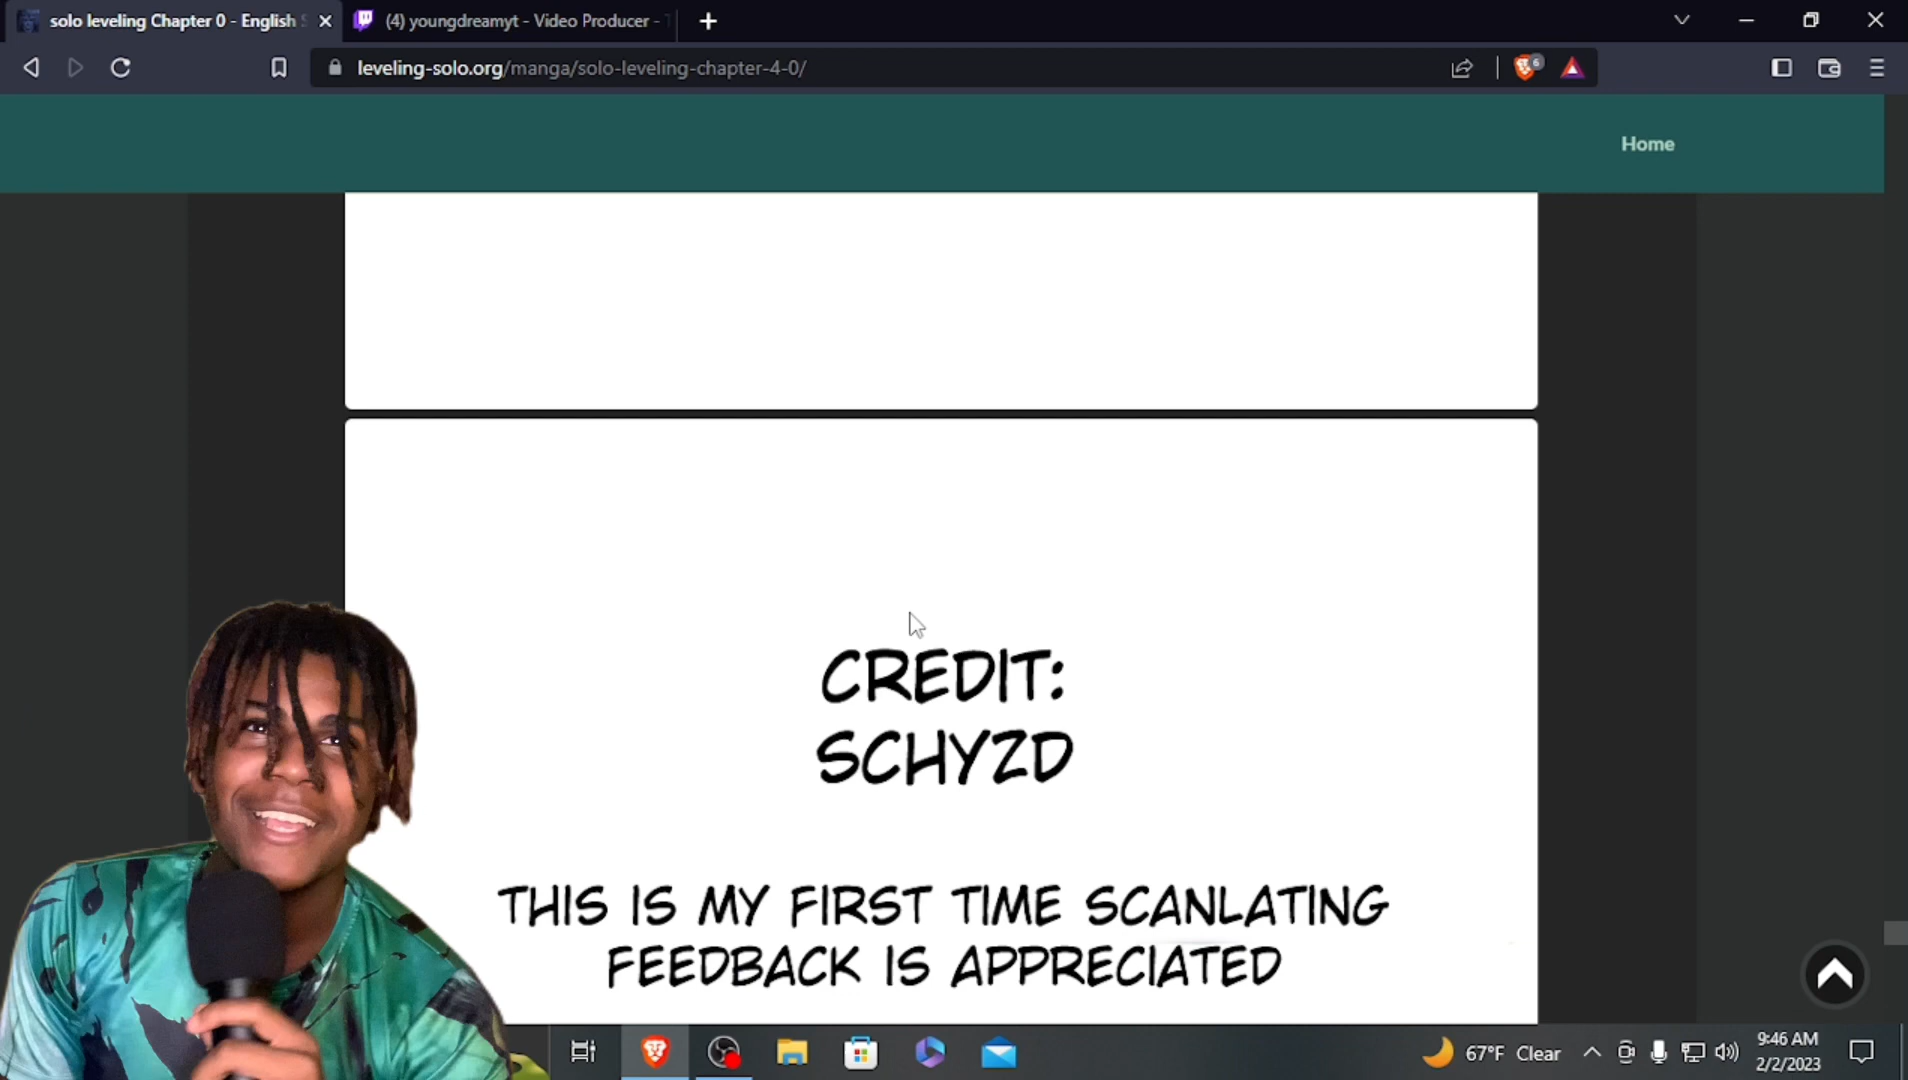 solo leveling Chapter 0 - English
(4) youngdreamyt - Video Producer -
leveling-solo.org/manga/solo-leveling-chapter-4-0/
6
Home
CREDIT:
SCHYZD
THIS IS MY FIRST TIME SCANLATING
FEEDBACK IS APPRECIATED
67°F Clear
9:46 AM
2/2/2023